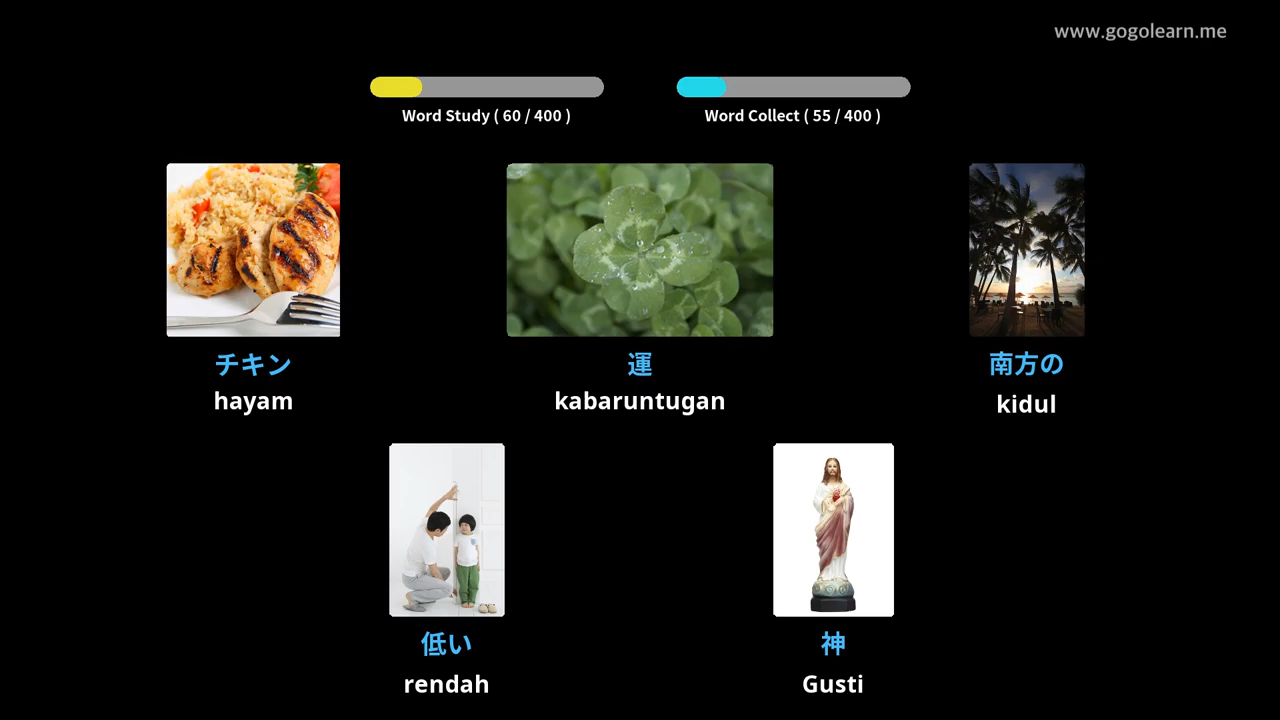 www.gogolearn.me
Word Study ( 60 / 400 )
Word Collect ( 55 / 400 )
チキン
hayam
運
kabaruntugan
南方の
kidul
低い
rendah
神
Gusti